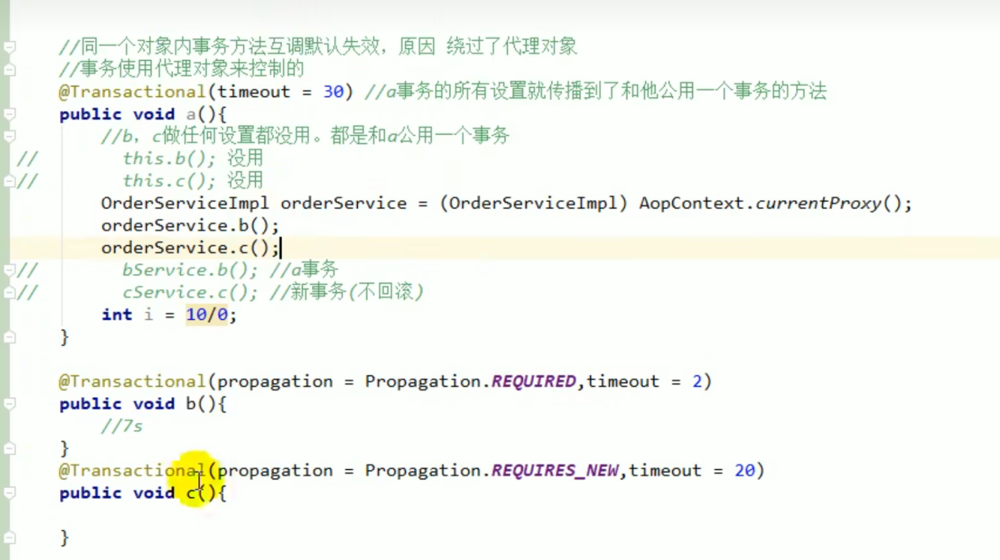 //同一个对象内事务方法互调默认失效，原因 绕过了代理对象
//事务使用代理对象来控制的
@Transactional(timeout = 30) //a事务的所有设置就传播到了和他公用一个事务的方法
public void a(){
//b，c做任何设置都没用。都是和a公用一个事务
// this.b(); 没用
// this.c(); 没用
OrderServiceImpl orderService = (OrderServiceImpl) AopContext.currentProxy();
orderService.b();
orderService.c();
// bService.b(); //a事务
// cService.c(); //新事务(不回滚)
int i = 10/0;
}
@Transactional(propagation = Propagation.REQUIRED,timeout = 2)
public void b(){
//7s
}
@Transactional(propagation = Propagation.REQUIRES_NEW,timeout = 20)
public void c(){
}